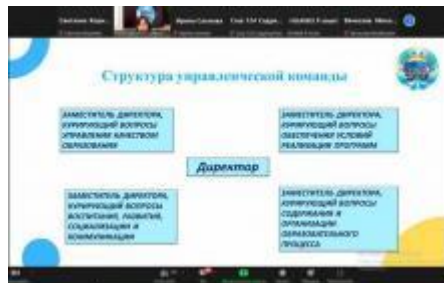 Структура управленческой команды
ЗАМЕСТИТЕЛЬ ДИРЕКТОРА,
КУРИРУЮЩИЙ ВОПРОСЫ
УПРАВЛЕНИЯ КАЧЕСТВОМ
ОБРАЗОВАНИЯ
ЗАМЕСТИТЕЛЬ ДИРЕКТОРА,
КУРИРУЮЩИЙ ВОПРОСЫ
ОБЕСПЕЧЕНИЯ УСЛОВИЙ
РЕАЛИЗАЦИИ ПРОГРАММ
Директор
ЗАМЕСТИТЕЛЬ ДИРЕКТОРА,
КУРИРУЮЩИЙ ВОПРОСЫ
ВОСПИТАНИЯ, РАЗВИТИЯ,
СОЦИАЛИЗАЦИИ И
КОММУНИКАЦИИ
ЗАМЕСТИТЕЛЬ ДИРЕКТОРА,
КУРИРУЮЩИЙ ВОПРОСЫ
СОДЕРЖАНИЯ И
ОРГАНИЗАЦИИ
ОБРАЗОВАТЕЛЬНОГО
ПРОЦЕССА